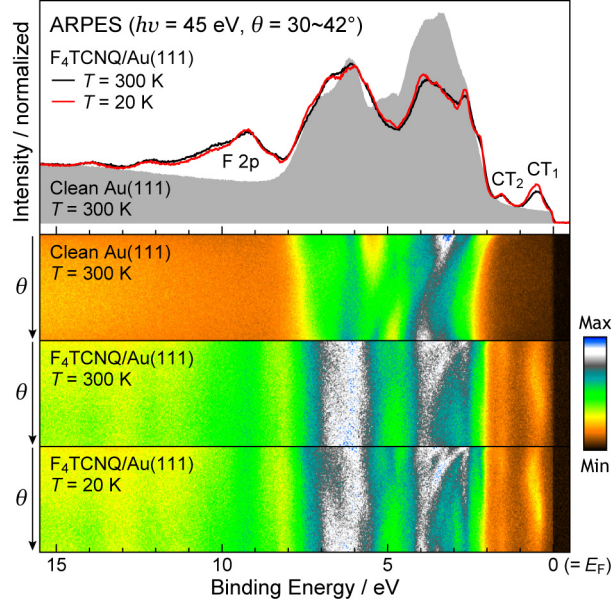 ARPES (hυ = 45 eV, θ = 30~42°)
F₄TCNQ/Au(111)
T = 300 K
T = 20 K
Intensity / normalized
F 2p
CT₂
CT₁
Clean Au(111)
T = 300 K
θ
Clean Au(111)
T = 300 K
θ
F₄TCNQ/Au(111)
T = 300 K
θ
F₄TCNQ/Au(111)
T = 20 K
Max
Min
15 10 5 0 (= E_F)
Binding Energy / eV